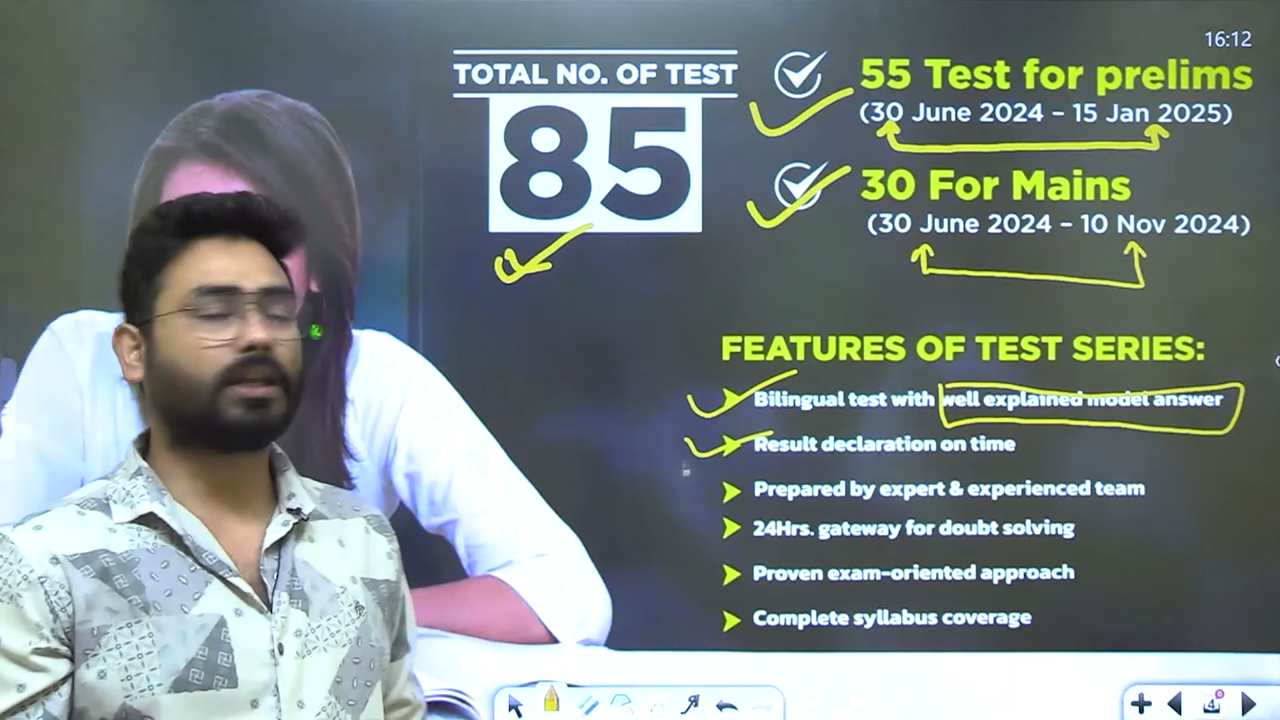 16:12
TOTAL NO. OF TEST
85
55 Test for prelims
(30 June 2024 – 15 Jan 2025)
30 For Mains
(30 June 2024 – 10 Nov 2024)
FEATURES OF TEST SERIES:
Bilingual test with well explained model answer
Result declaration on time
Prepared by expert & experienced team
24Hrs. gateway for doubt solving
Proven exam-oriented approach
Complete syllabus coverage
4